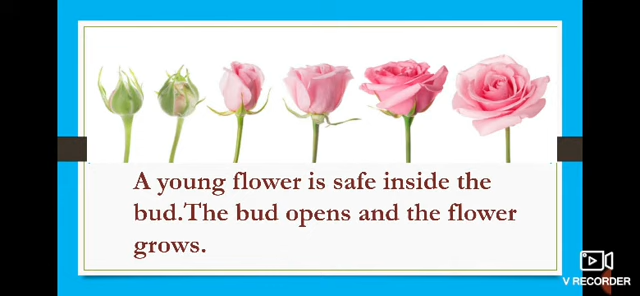 A young flower is safe inside the
bud.The bud opens and the flower
grows.
V RECORDER